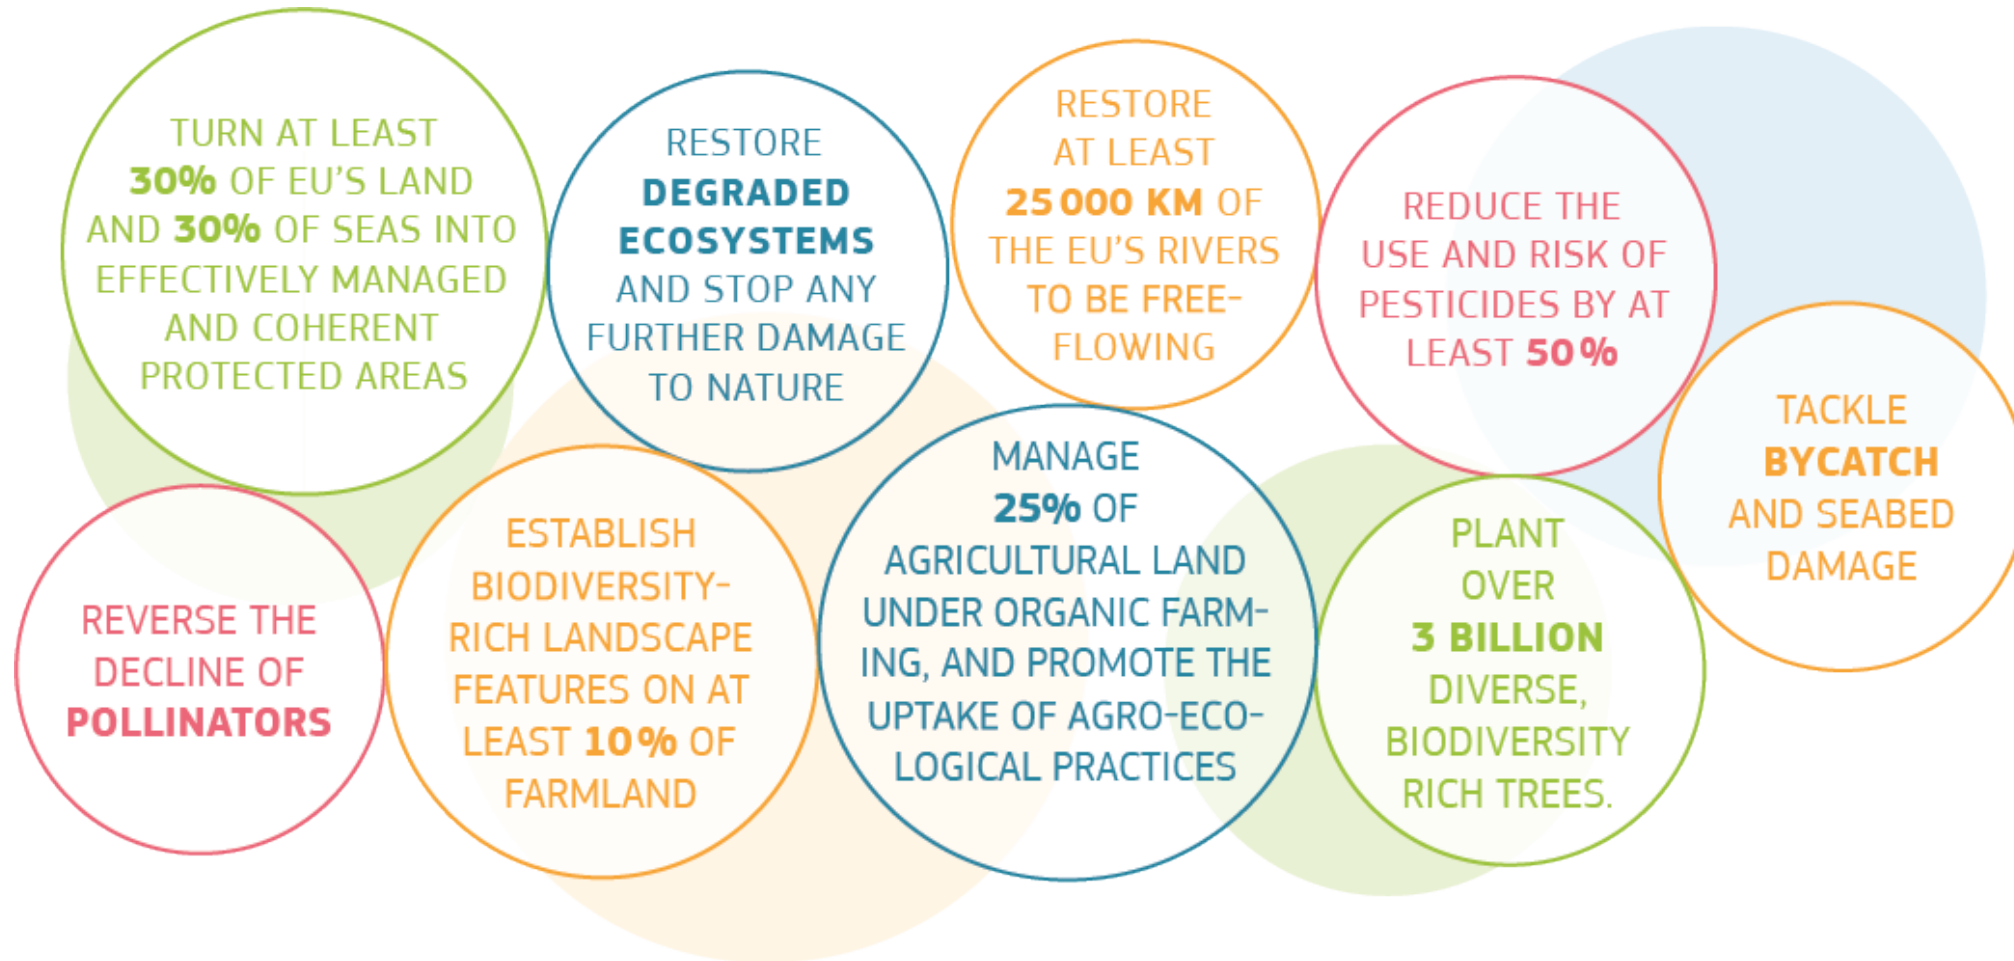 TURN AT LEAST
30% OF EU'S LAND
AND 30% OF SEAS INTO
EFFECTIVELY MANAGED
AND COHERENT
PROTECTED AREAS
RESTORE
DEGRADED
ECOSYSTEMS
AND STOP ANY
FURTHER DAMAGE
TO NATURE
RESTORE
AT LEAST
25 000 KM OF
THE EU'S RIVERS
TO BE FREE-
FLOWING
REDUCE THE
USE AND RISK OF
PESTICIDES BY AT
LEAST 50%
TACKLE
BYCATCH
AND SEABED
DAMAGE
REVERSE THE
DECLINE OF
POLLINATORS
ESTABLISH
BIODIVERSITY-
RICH LANDSCAPE
FEATURES ON AT
LEAST 10% OF
FARMLAND
MANAGE
25% OF
AGRICULTURAL LAND
UNDER ORGANIC FARM-
ING, AND PROMOTE THE
UPTAKE OF AGRO-ECO-
LOGICAL PRACTICES
PLANT
OVER
3 BILLION
DIVERSE,
BIODIVERSITY
RICH TREES.